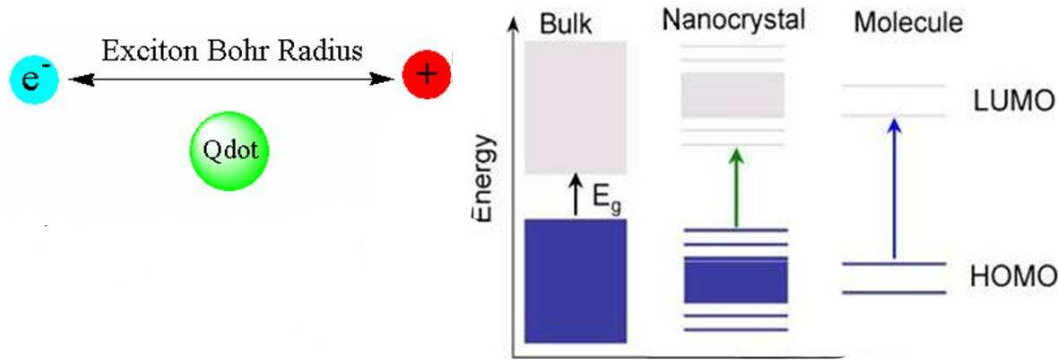 Exciton Bohr Radius
e-
+
Qdot
Bulk
Nanocrystal
Molecule
Energy
Eg
LUMO
HOMO